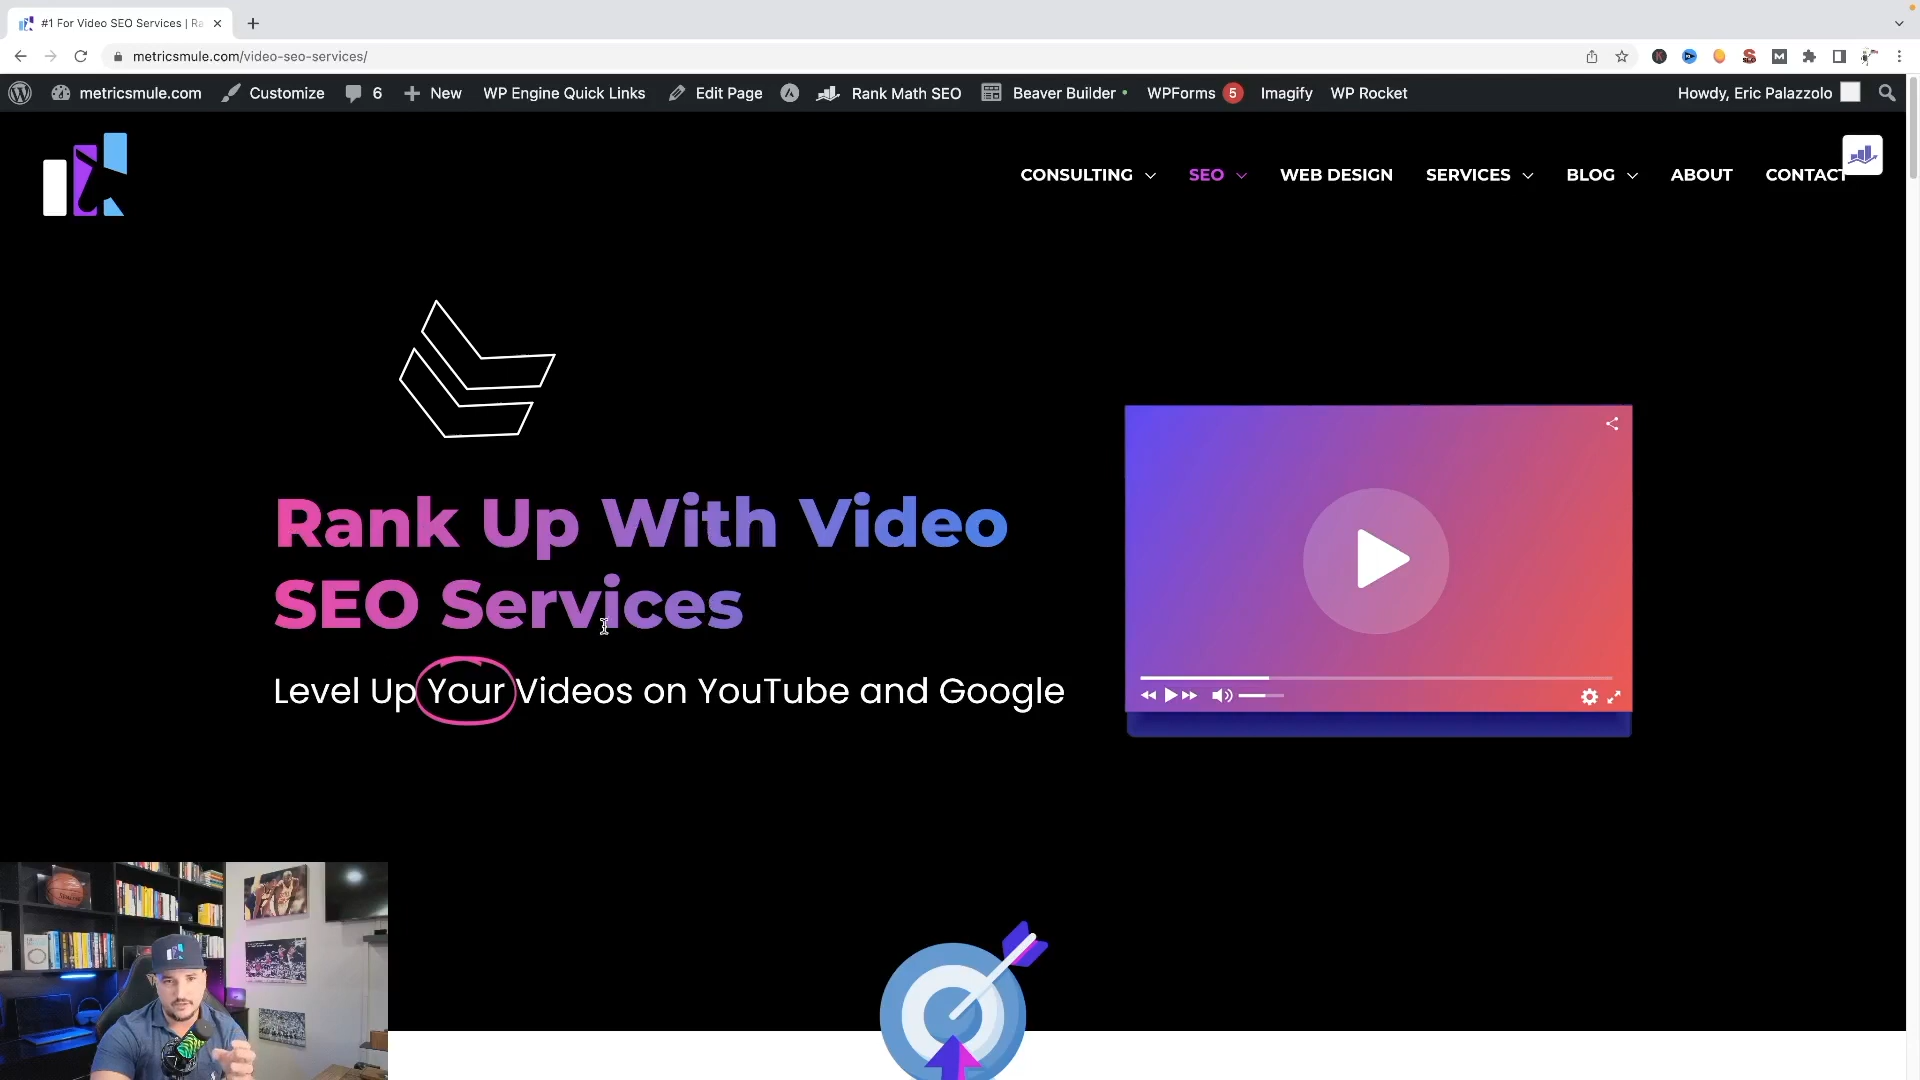 #1 For Video SEO Services | Ra
metricsmule.com/video-seo-services/
metricsmule.com Customize 6 New WP Engine Quick Links Edit Page Rank Math SEO Beaver Builder WPForms 5 Imagify WP Rocket Howdy, Eric Palazzolo
CONSULTING SEO WEB DESIGN SERVICES BLOG ABOUT CONTACT
Rank Up With Video
SEO Services
Level Up Your Videos on YouTube and Google